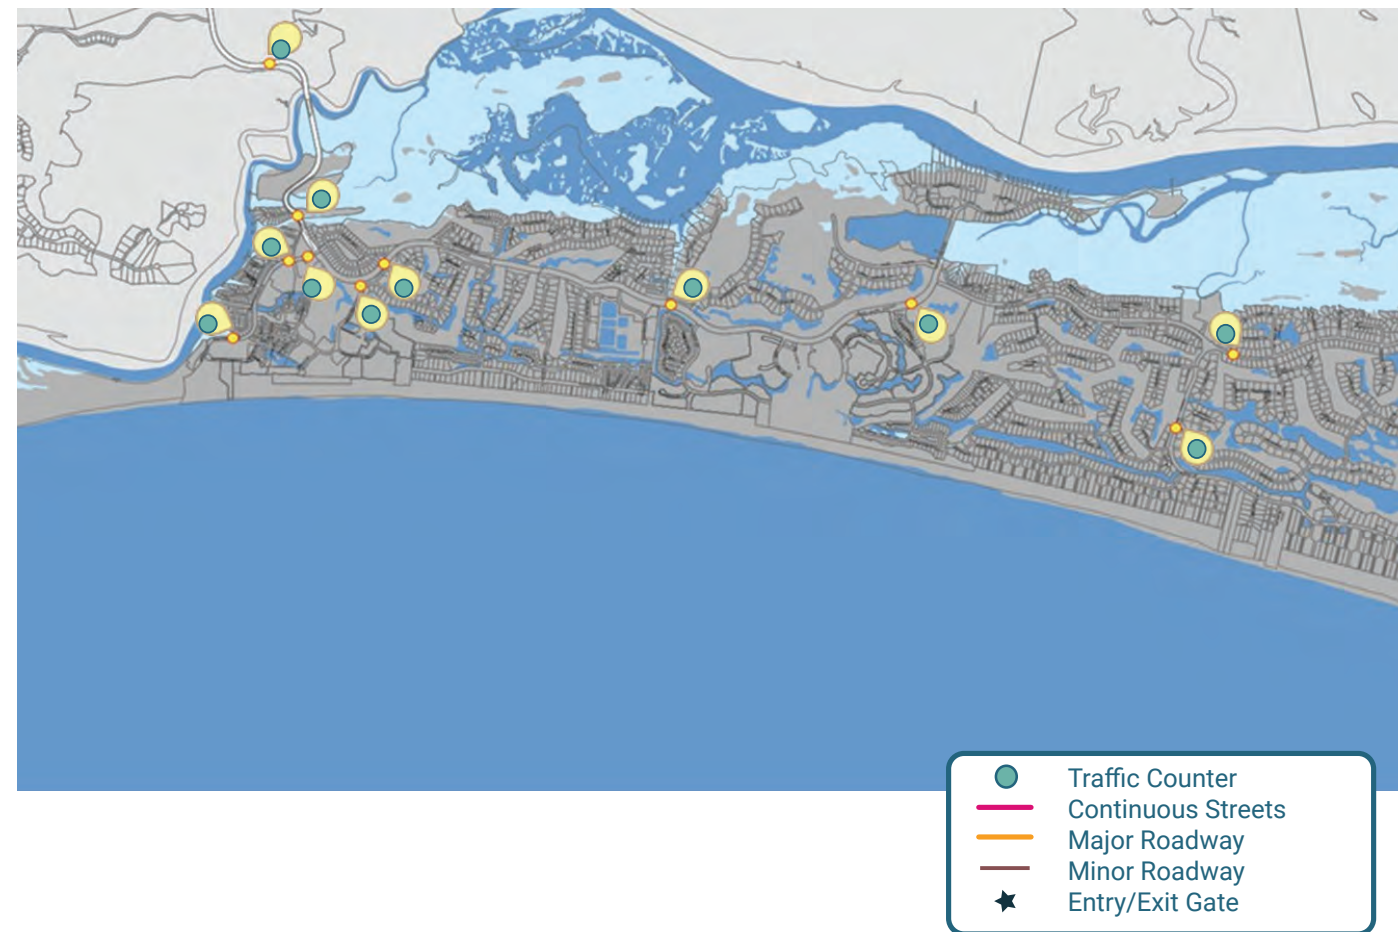 Traffic Counter
Continuous Streets
Major Roadway
Minor Roadway
Entry/Exit Gate